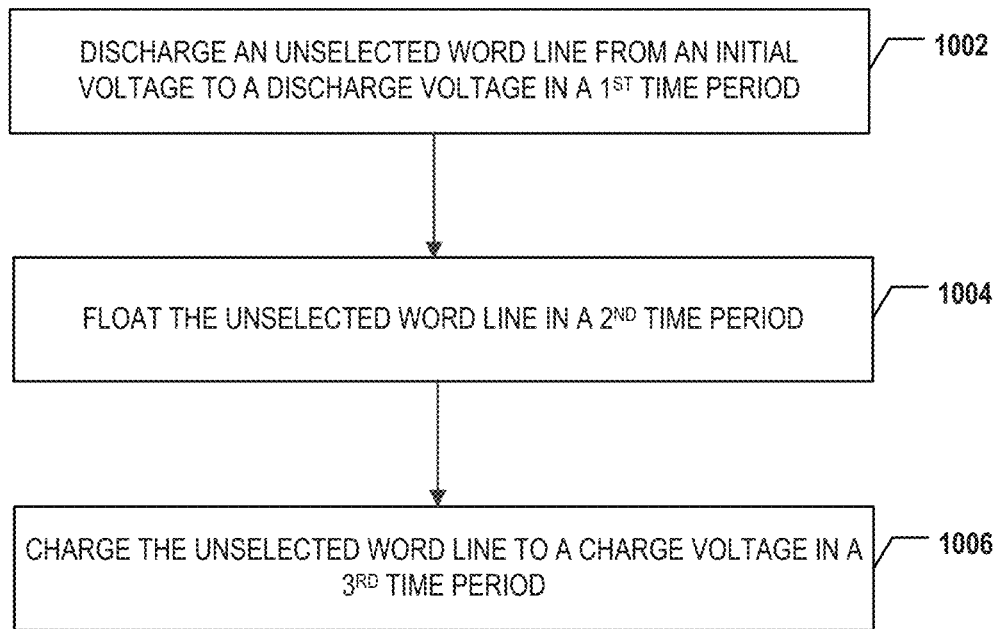 DISCHARGE AN UNSELECTED WORD LINE FROM AN INITIAL
VOLTAGE TO A DISCHARGE VOLTAGE IN A 1ST TIME PERIOD
1002
FLOAT THE UNSELECTED WORD LINE IN A 2ND TIME PERIOD
1004
CHARGE THE UNSELECTED WORD LINE TO A CHARGE VOLTAGE IN A
3RD TIME PERIOD
1006